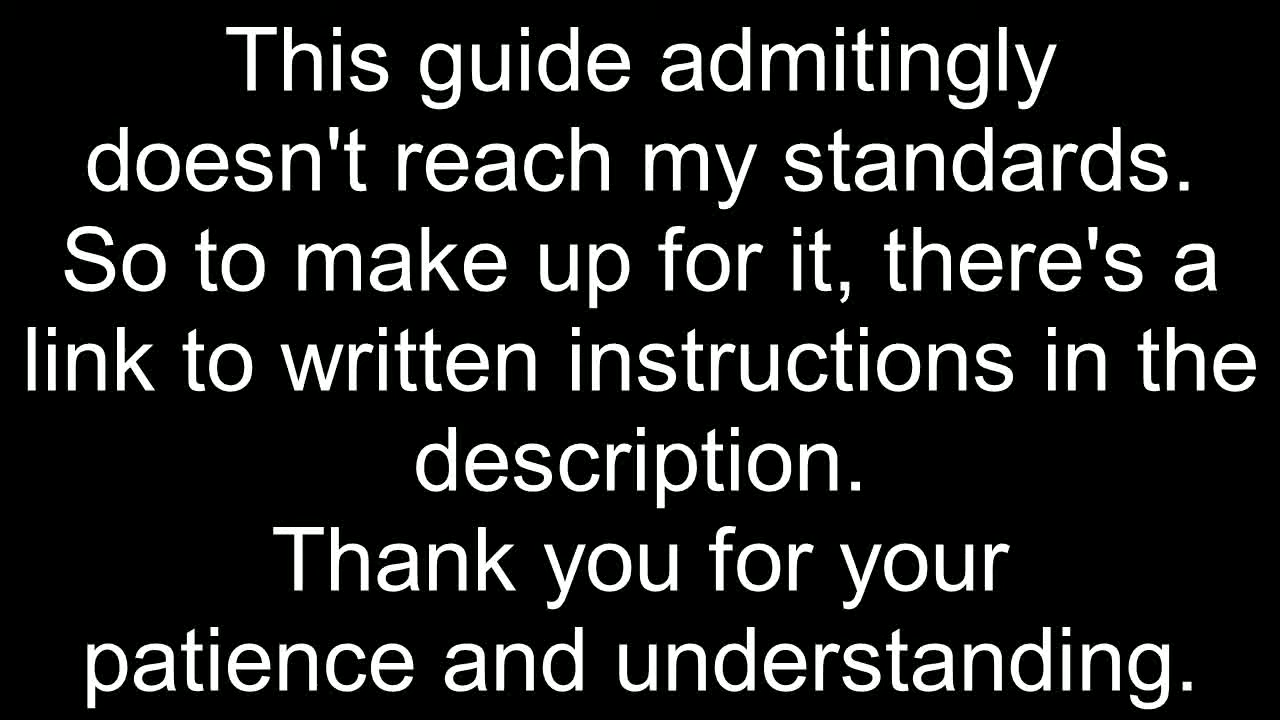 This guide admitingly
doesn't reach my standards.
So to make up for it, there's a
link to written instructions in the
description.
Thank you for your
patience and understanding.